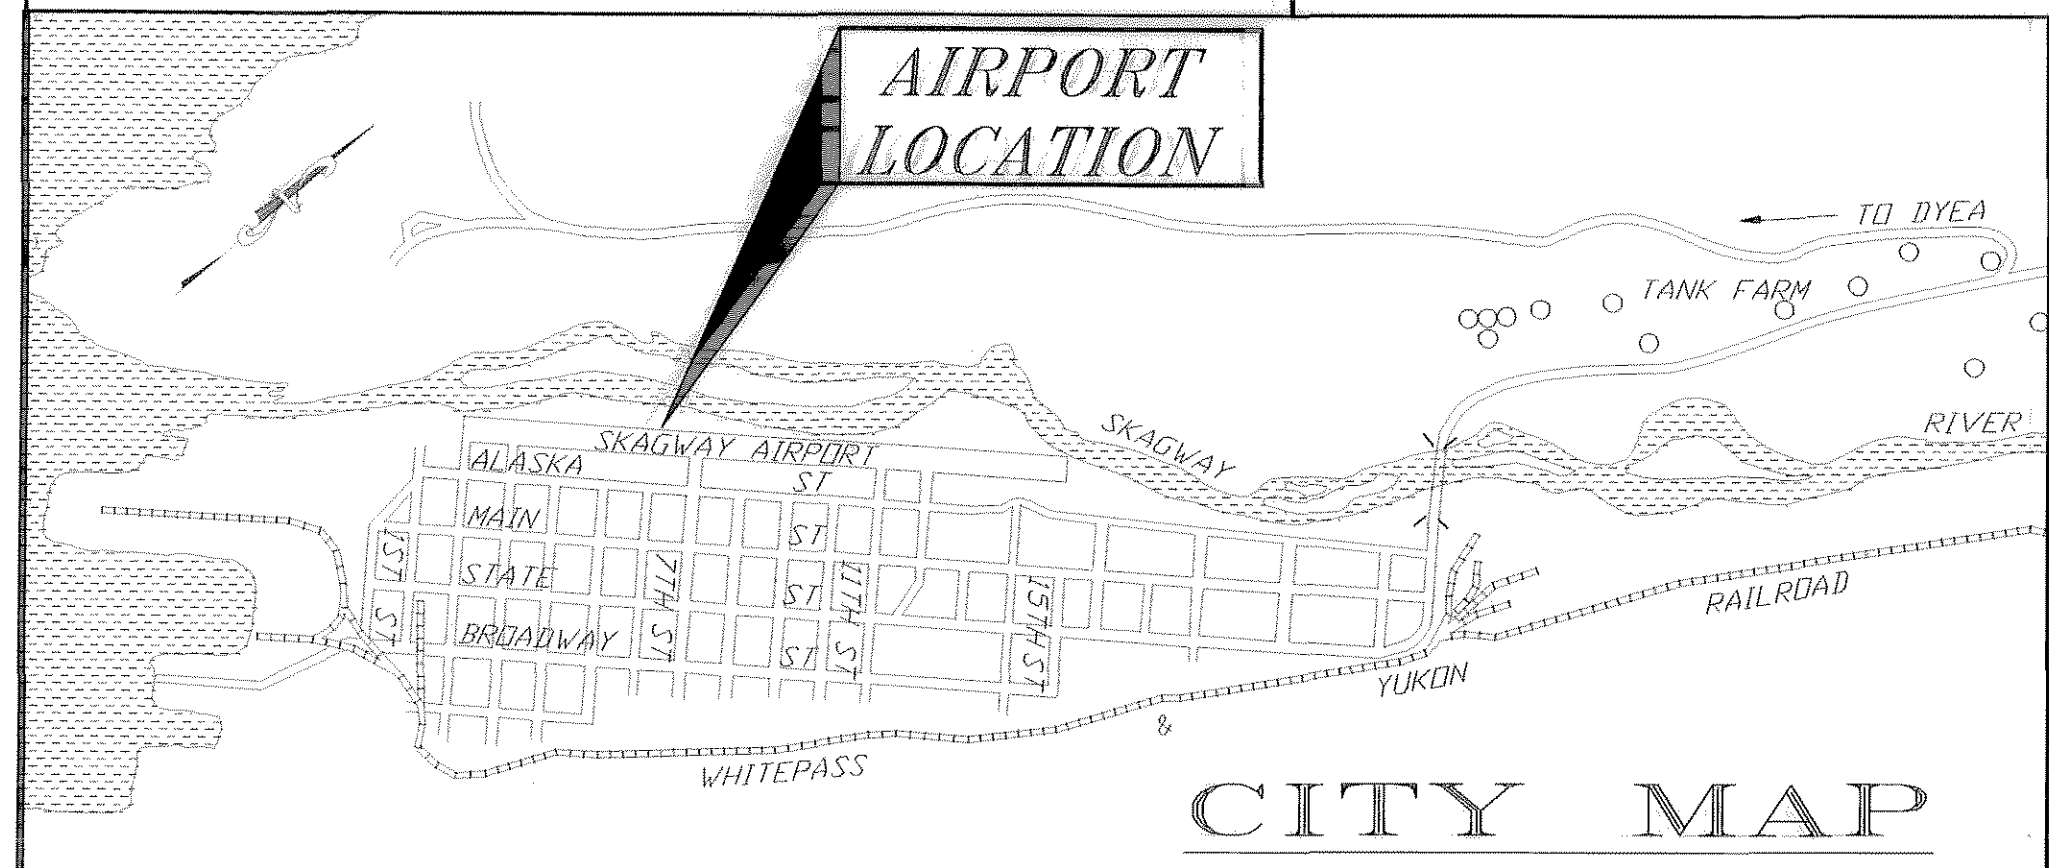 AIRPORT
LOCATION
TO DYEA
TANK FARM
RIVER
SKAGWAY
SKAGWAY AIRPORT
ALASKA ST
MAIN ST
STATE ST
BROADWAY ST
1ST ST
7TH ST
11TH ST
15TH ST
RAILROAD
YUKON
&
WHITEPASS
CITY MAP